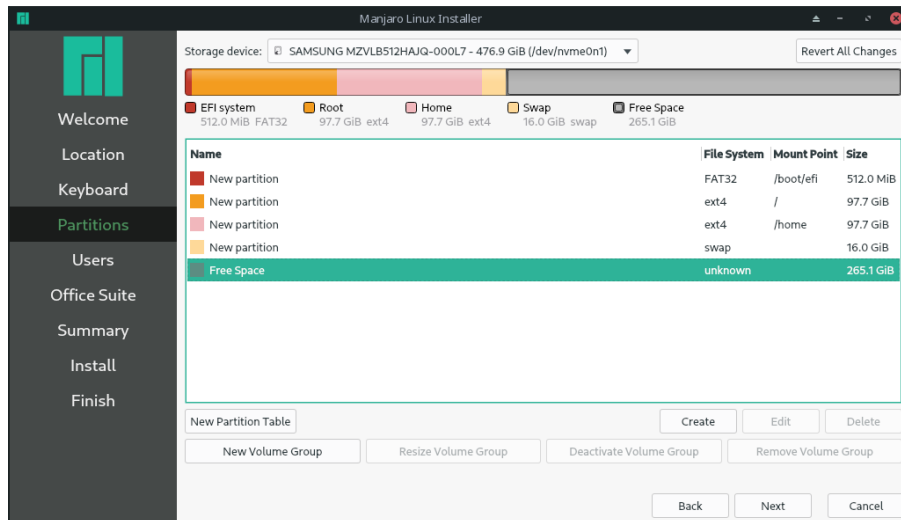 Manjaro Linux Installer
Storage device: SAMSUNG MZVLB512HAJQ-000L7 - 476.9 GiB (/dev/nvme0n1) Revert All Changes
EFI system Root Home Swap Free Space
512.0 MiB FAT32 97.7 GiB ext4 97.7 GiB ext4 16.0 GiB swap 265.1 GiB
Welcome
Location
Keyboard
Partitions
Users
Office Suite
Summary
Install
Finish
Name File System Mount Point Size
New partition FAT32 /boot/efi 512.0 MiB
New partition ext4 / 97.7 GiB
New partition ext4 /home 97.7 GiB
New partition swap 16.0 GiB
Free Space unknown 265.1 GiB
New Partition Table Create Edit Delete
New Volume Group Resize Volume Group Deactivate Volume Group Remove Volume Group
Back Next Cancel